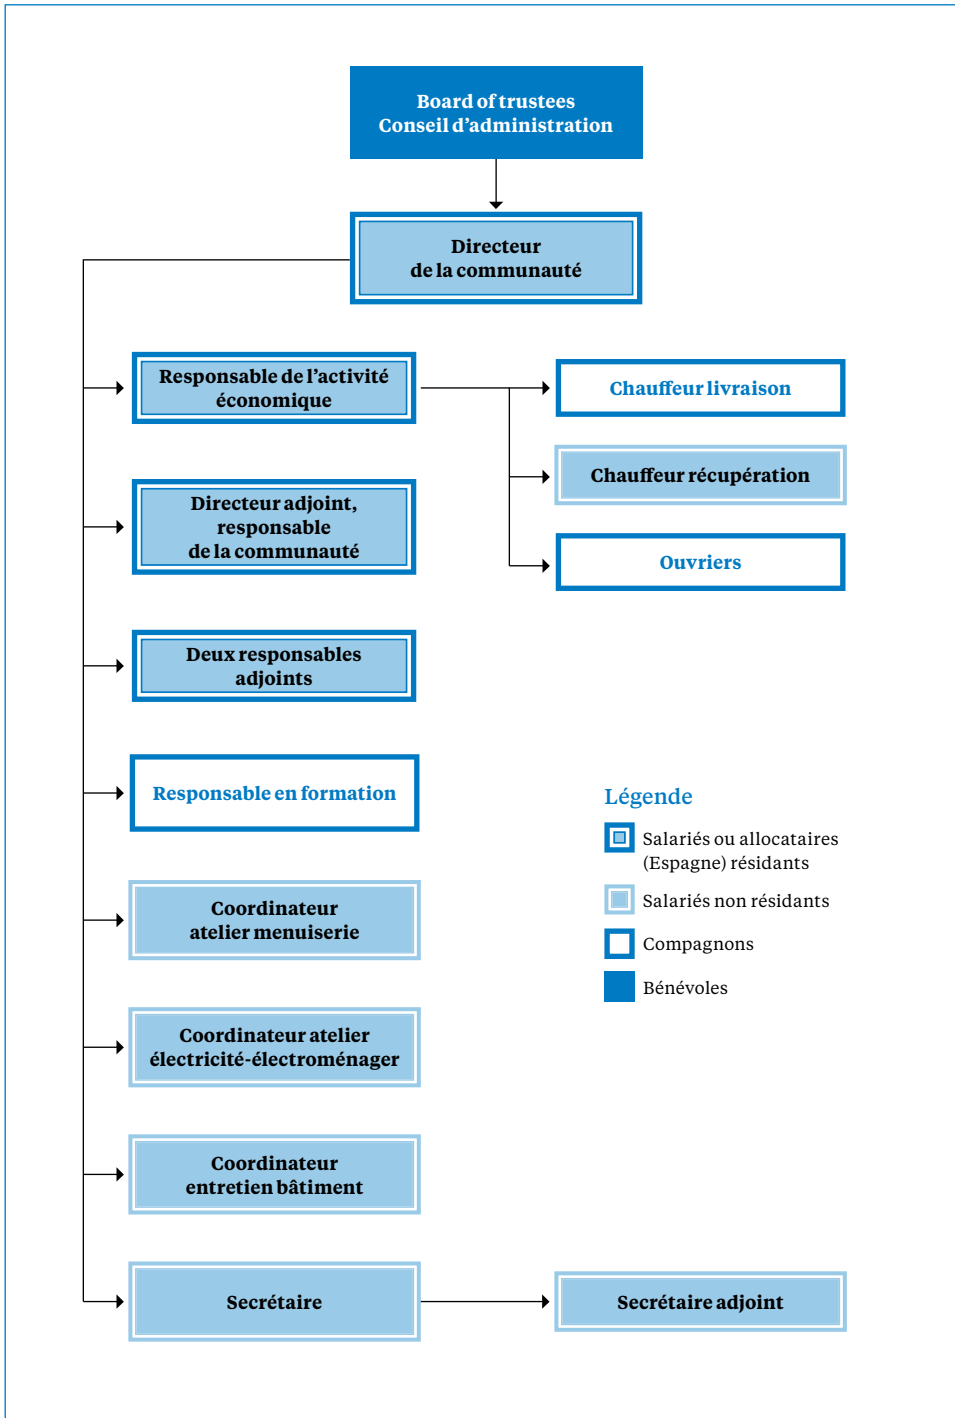 Board of trustees
Conseil d’administration
Directeur
de la communauté
Responsable de l’activité
économique
Chauffeur livraison
Chauffeur récupération
Ouvriers
Directeur adjoint,
responsable
de la communauté
Deux responsables
adjoints
Responsable en formation
Coordinateur
atelier menuiserie
Coordinateur atelier
électricité-électroménager
Coordinateur
entretien bâtiment
Secrétaire
Secrétaire adjoint
Légende
Salariés ou allocataires
(Espagne) résidants
Salariés non résidants
Compagnons
Bénévoles